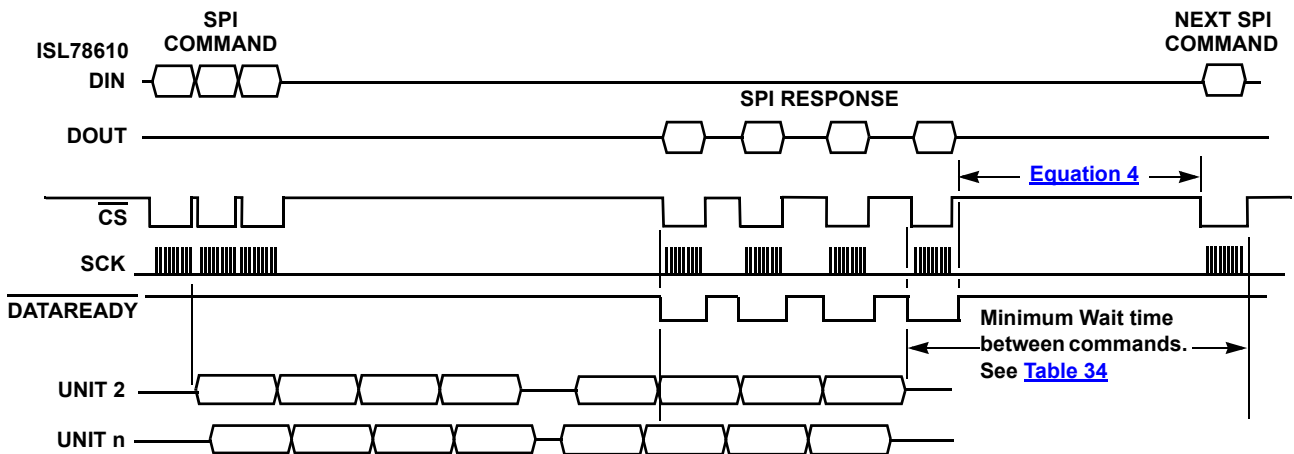 SPI
COMMAND
NEXT SPI
COMMAND
ISL78610
DIN
SPI RESPONSE
DOUT
Equation 4
CS
SCK
DATAREADY
Minimum Wait time
between commands.
See Table 34
UNIT 2
UNIT n